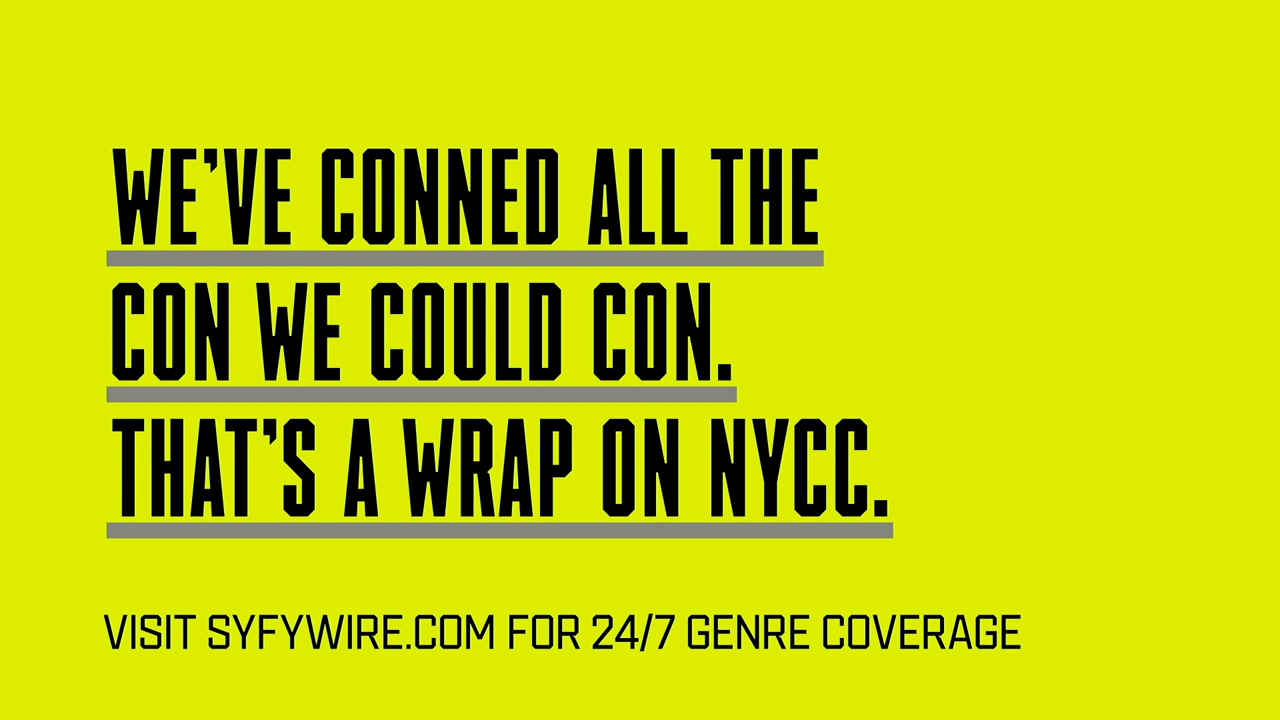 WE’VE CONNED ALL THE
CON WE COULD CON.
THAT’S A WRAP ON NYCC.
VISIT SYFYWIRE.COM FOR 24/7 GENRE COVERAGE